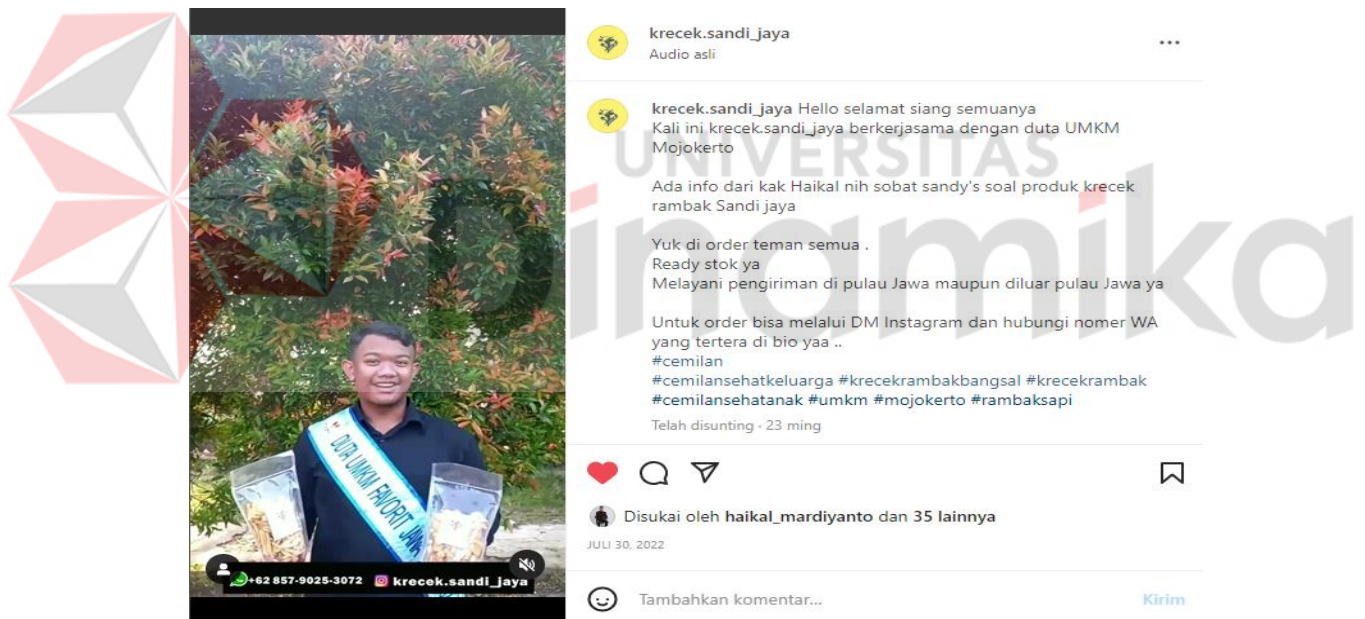 krecek.sandi_jaya
Audio asli
krecek.sandi_jaya Hello selamat siang semuanya
Kali ini krecek.sandi_jaya berkerjasama dengan duta UMKM
Mojokerto
Ada info dari kak Haikal nih sobat sandy's soal produk krecek
rambak Sandi jaya
Yuk di order teman semua .
Ready stok ya
Melayani pengiriman di pulau Jawa maupun diluar pulau Jawa ya
Untuk order bisa melalui DM Instagram dan hubungi nomer WA
yang tertera di bio yaa ..
#cemilan
#cemilansehatkeluarga #krecekrambakbangsal #krecekrambak
#cemilansehatanak #umkm #mojokerto #rambaksapi
Telah disunting · 23 ming
Disukai oleh haikal_mardiyanto dan 35 lainnya
JULI 30, 2022
Tambahkan komentar...
Kirim
DUTA UMKM FAVORIT JAWA
+62 857-9025-3072 krecek.sandi_jaya
UNIVERSITAS
Dinamika